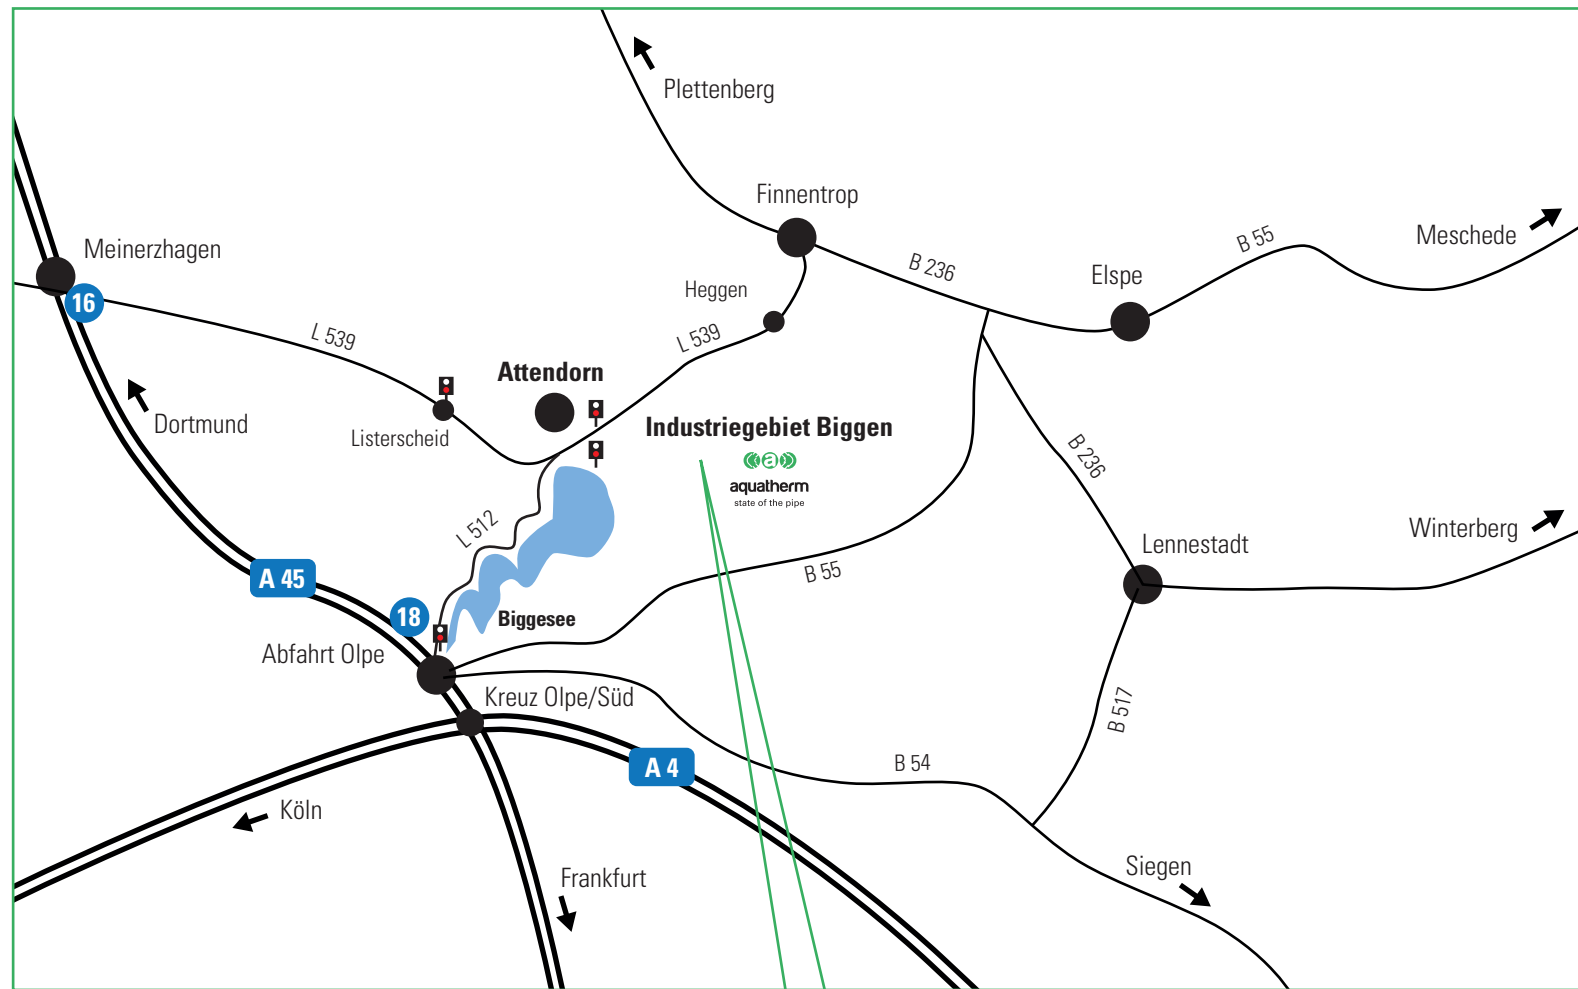 Plettenberg
Finnentrop
Meinerzhagen
16
B 236
B 55
Meschede
Elspe
Heggen
L 539
L 539
Attendorn
Dortmund
Listerscheid
Industriegebiet Biggen
a
aquatherm
state of the pipe
B 236
L 512
Winterberg
Lennestadt
A 45
B 55
18
Biggesee
Abfahrt Olpe
Kreuz Olpe/Süd
B 517
A 4
B 54
Köln
Frankfurt
Siegen